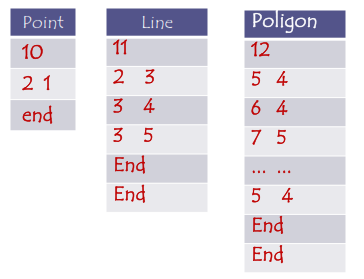 Point
10
2 1
end
Line
11
2 3
3 4
3 5
End
End
Poligon
12
5 4
6 4
7 5
... ...
5 4
End
End